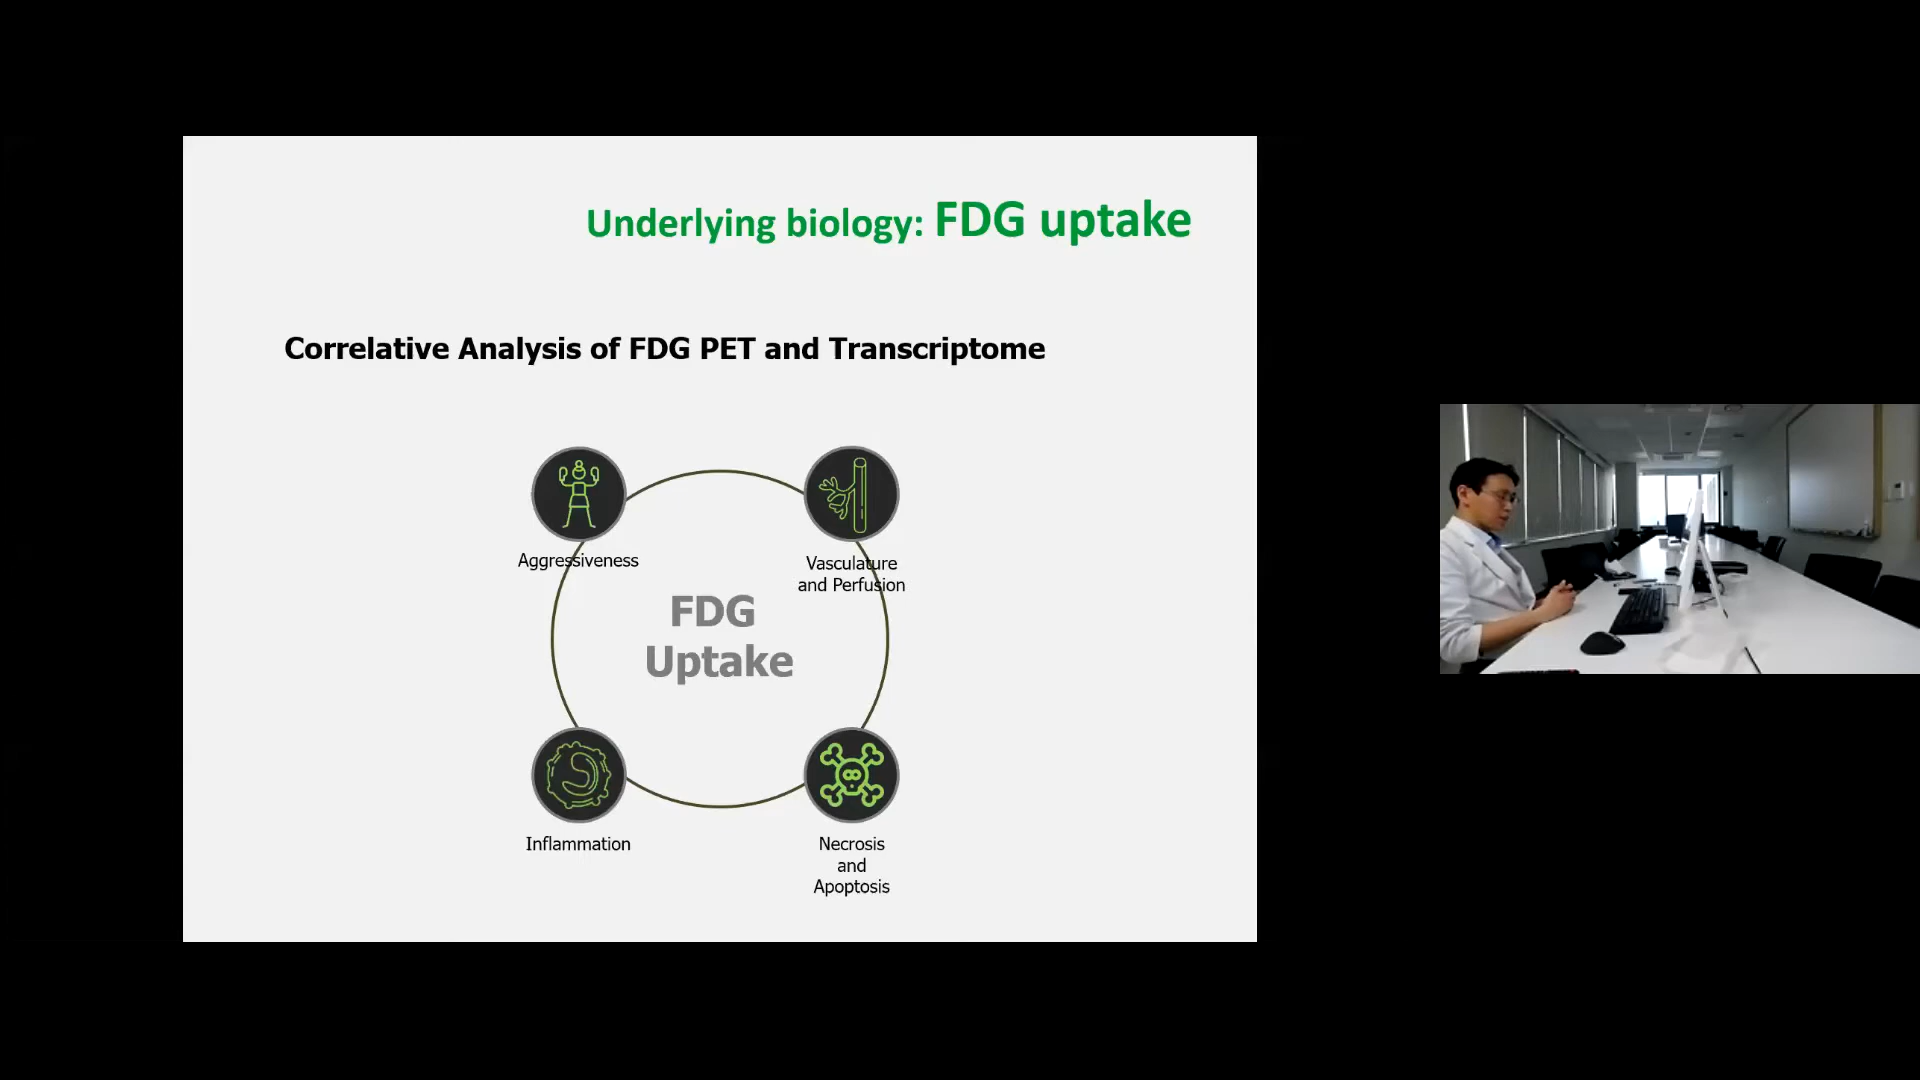 Underlying biology: FDG uptake
Correlative Analysis of FDG PET and Transcriptome
Aggressiveness
Vasculature
and Perfusion
FDG
Uptake
Inflammation
Necrosis
and
Apoptosis